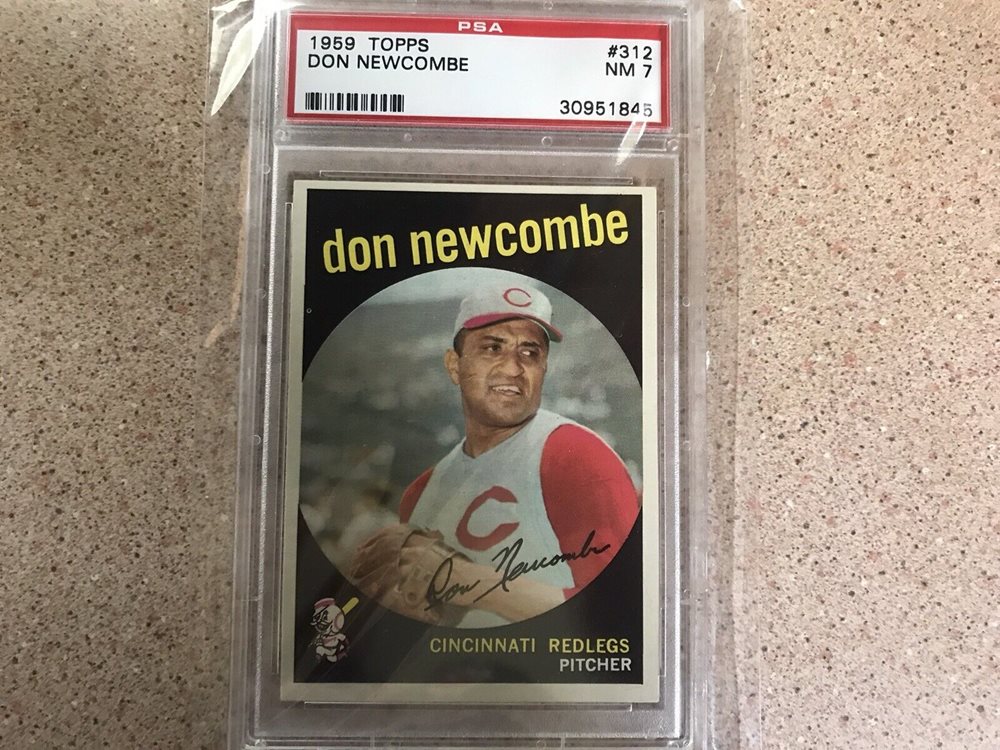 PSA
1959 TOPPS #312
DON NEWCOMBE NM 7
30951845
don newcombe
C
C
Don Newcombe
CINCINNATI REDLEGS
PITCHER